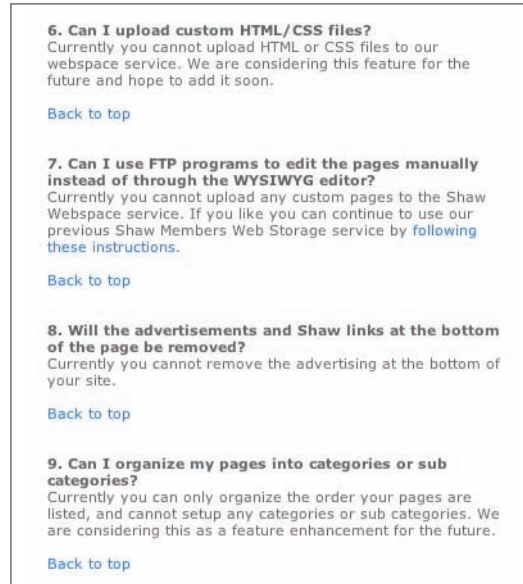 6. Can I upload custom HTML/CSS files?
Currently you cannot upload HTML or CSS files to our
webspace service. We are considering this feature for the
future and hope to add it soon.
Back to top
7. Can I use FTP programs to edit the pages manually
instead of through the WYSIWYG editor?
Currently you cannot upload any custom pages to the Shaw
Webspace service. If you like you can continue to use our
previous Shaw Members Web Storage service by following
these instructions.
Back to top
8. Will the advertisements and Shaw links at the bottom
of the page be removed?
Currently you cannot remove the advertising at the bottom of
your site.
Back to top
9. Can I organize my pages into categories or sub
categories?
Currently you can only organize the order your pages are
listed, and cannot setup any categories or sub categories. We
are considering this as a feature enhancement for the future.
Back to top